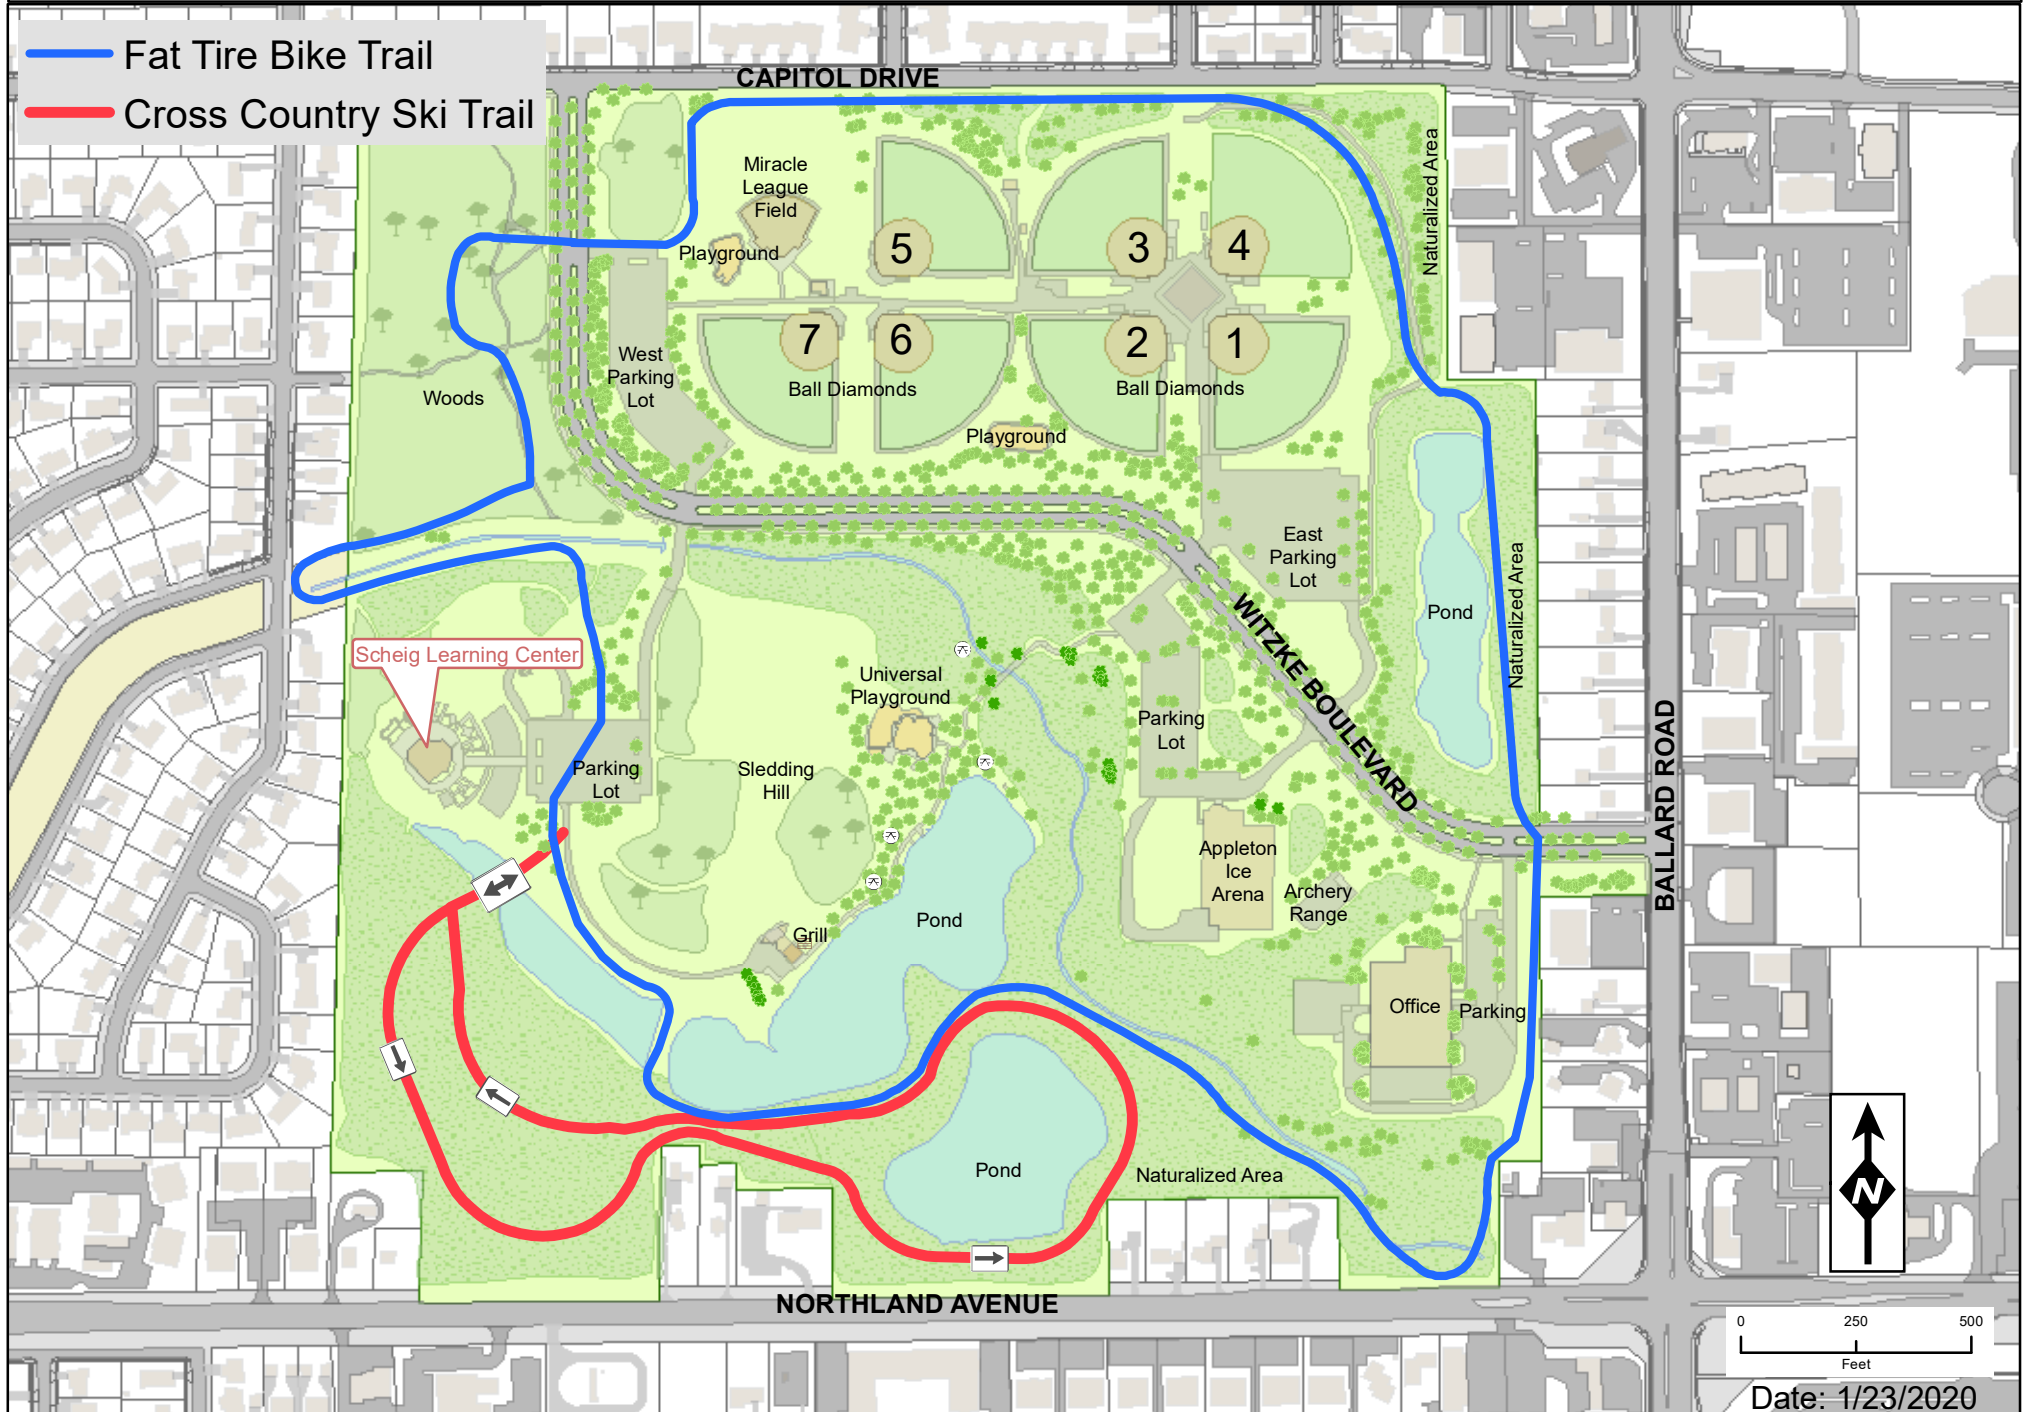 Fat Tire Bike Trail
Cross Country Ski Trail
CAPITOL DRIVE
Miracle
League
Field
Playground
5
3
4
Naturalized Area
7
6
2
1
West
Parking
Lot
Ball Diamonds
Ball Diamonds
Woods
Playground
East
Parking
Lot
Pond
Naturalized Area
WITZKE BOULEVARD
Scheig Learning Center
Universal
Playground
Parking
Lot
Parking
Lot
Sledding
Hill
BALLARD ROAD
Appleton
Ice
Arena
Archery
Range
Pond
Grill
Office
Parking
Pond
Naturalized Area
N
NORTHLAND AVENUE
0 250 500
Feet
Date: 1/23/2020